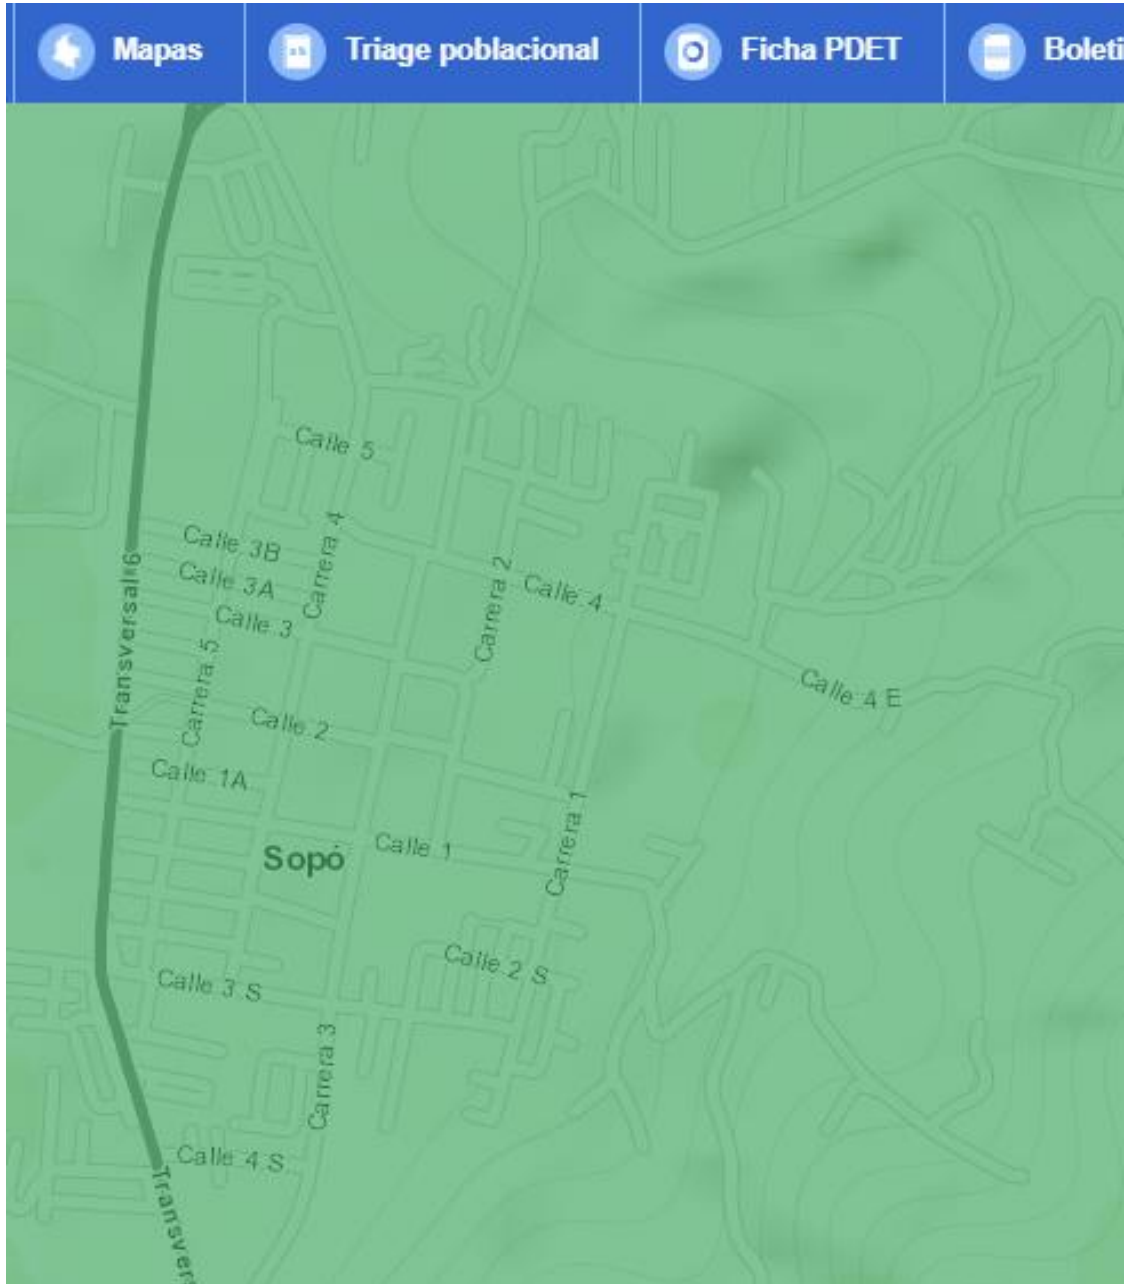 Mapas
Triage poblacional
Ficha PDET
Boleti
Calle 5
Calle 3B
Carrera 4
Calle 3A
Carrera 2
Calle 4
Calle 3
Transversal 6
Carrera 5
Calle 4 E
Calle 2
Calle 1A
Carrera 1
Calle 1
Sopó
Calle 2 S
Calle 3 S
Carrera 3
Calle 4 S
Transver